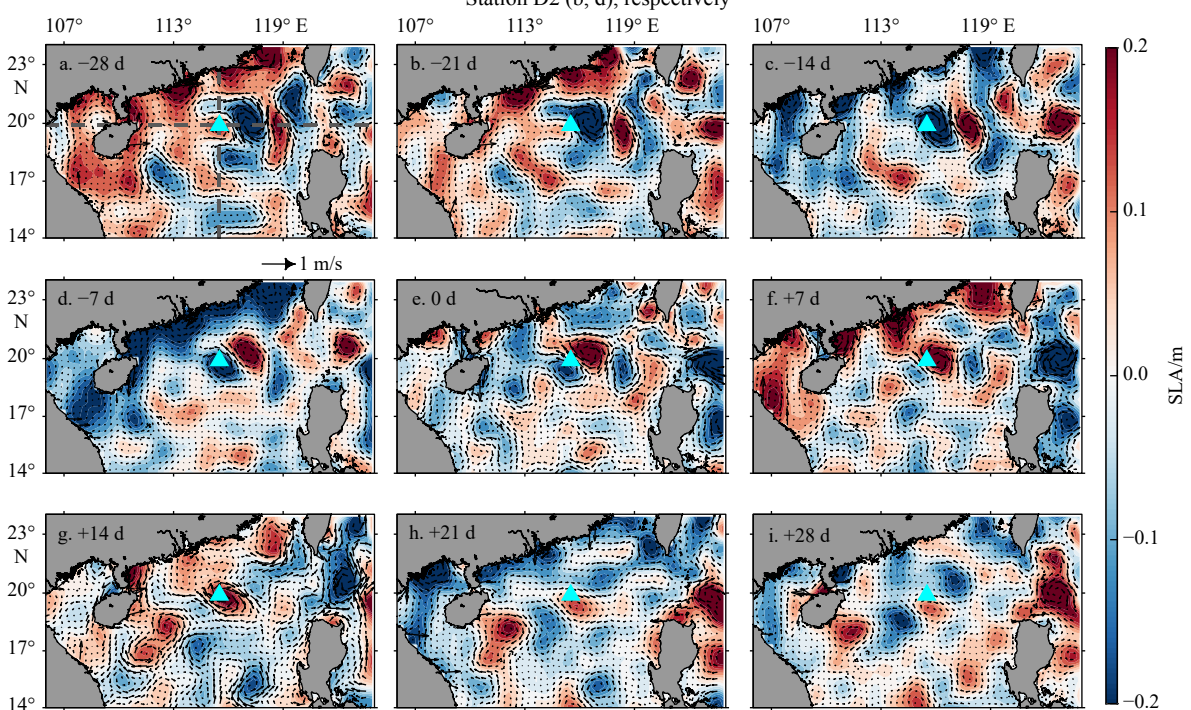 Station D2 (b, d), respectively
107° 113° 119° E 107° 113° 119° E 107° 113° 119° E
23° N 20° 17° 14°
a. −28 d
b. −21 d
c. −14 d
1 m/s
23° N 20° 17° 14°
d. −7 d
e. 0 d
f. +7 d
23° N 20° 17° 14°
g. +14 d
h. +21 d
i. +28 d
0.2
0.1
0.0
−0.1
−0.2
SLA/m